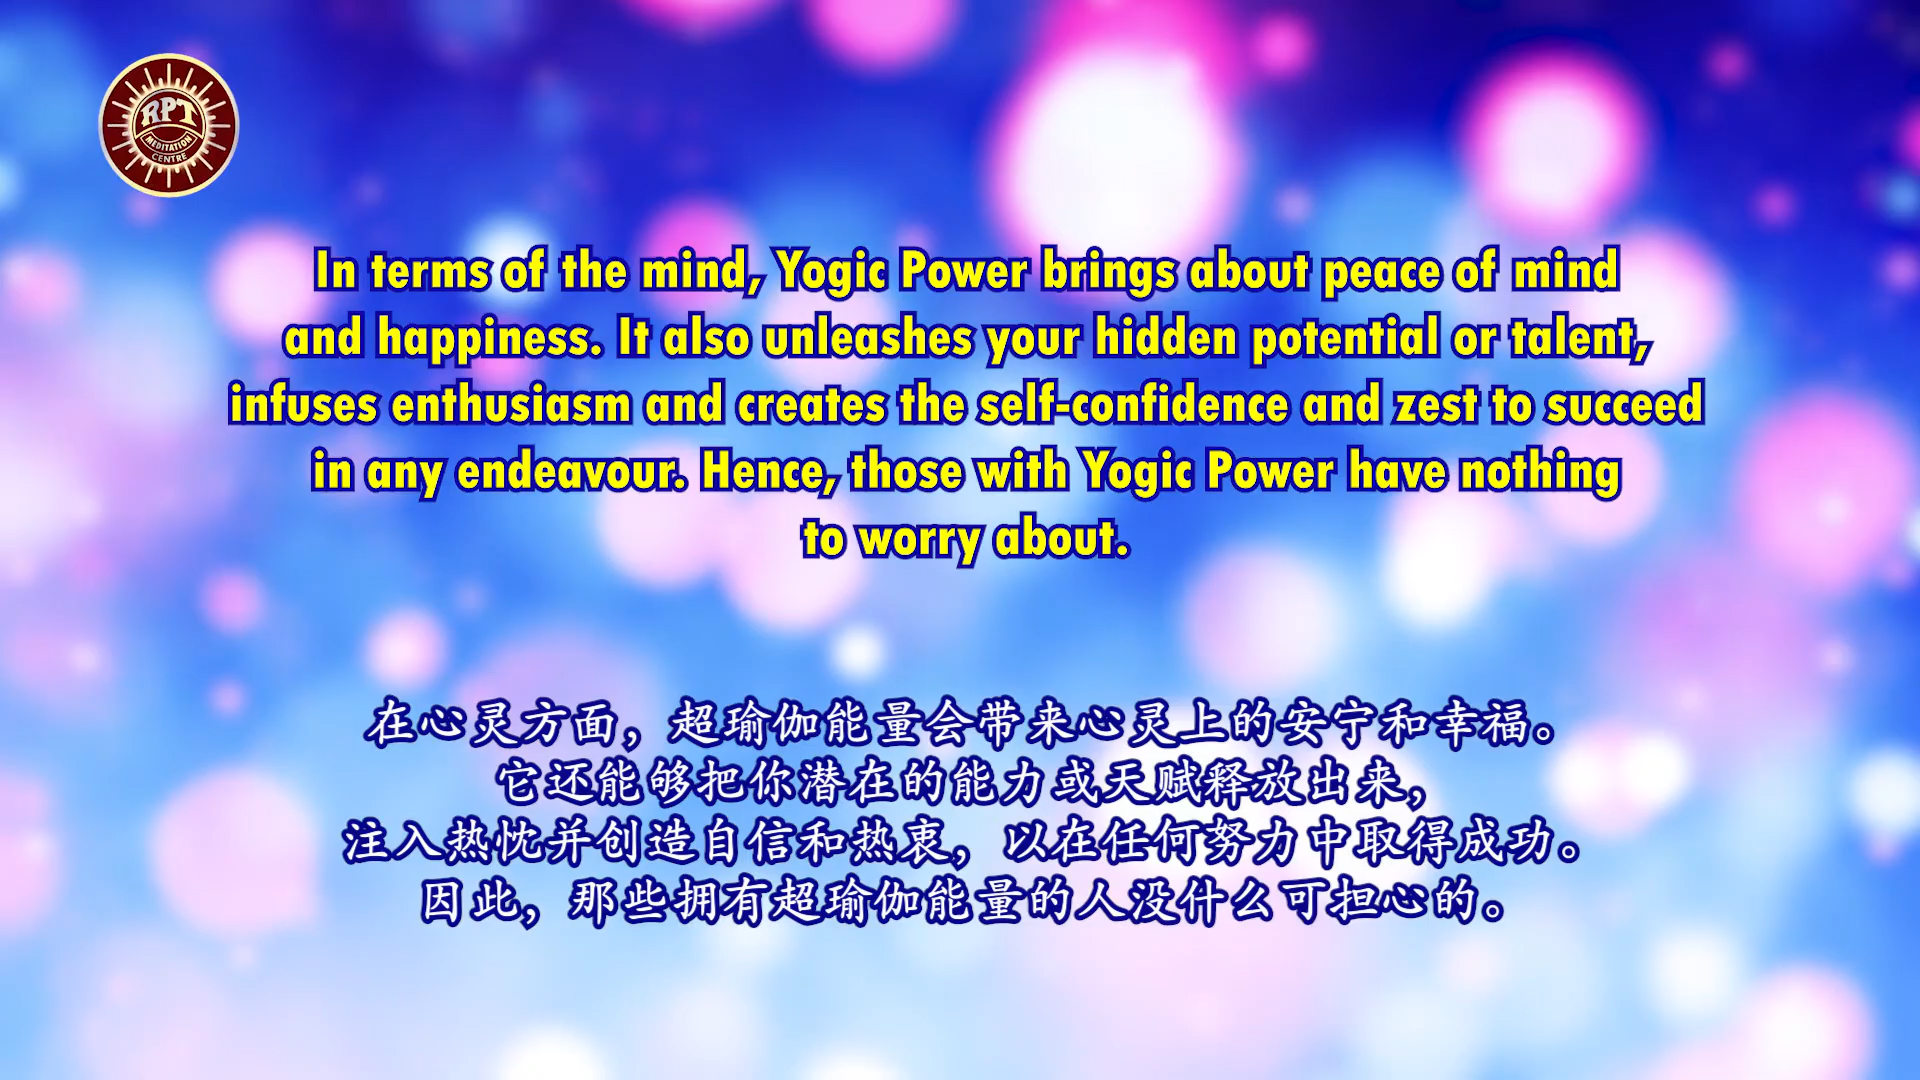 RPT
MEDITATION
CENTRE
In terms of the mind, Yogic Power brings about peace of mind
and happiness. It also unleashes your hidden potential or talent,
infuses enthusiasm and creates the self-confidence and zest to succeed
in any endeavour. Hence, those with Yogic Power have nothing
to worry about.
在心灵方面，超瑜伽能量会带来心灵上的安宁和幸福。
它还能够把你潜在的能力或天赋释放出来，
注入热忱并创造自信和热衷，以在任何努力中取得成功。
因此，那些拥有超瑜伽能量的人没什么可担心的。